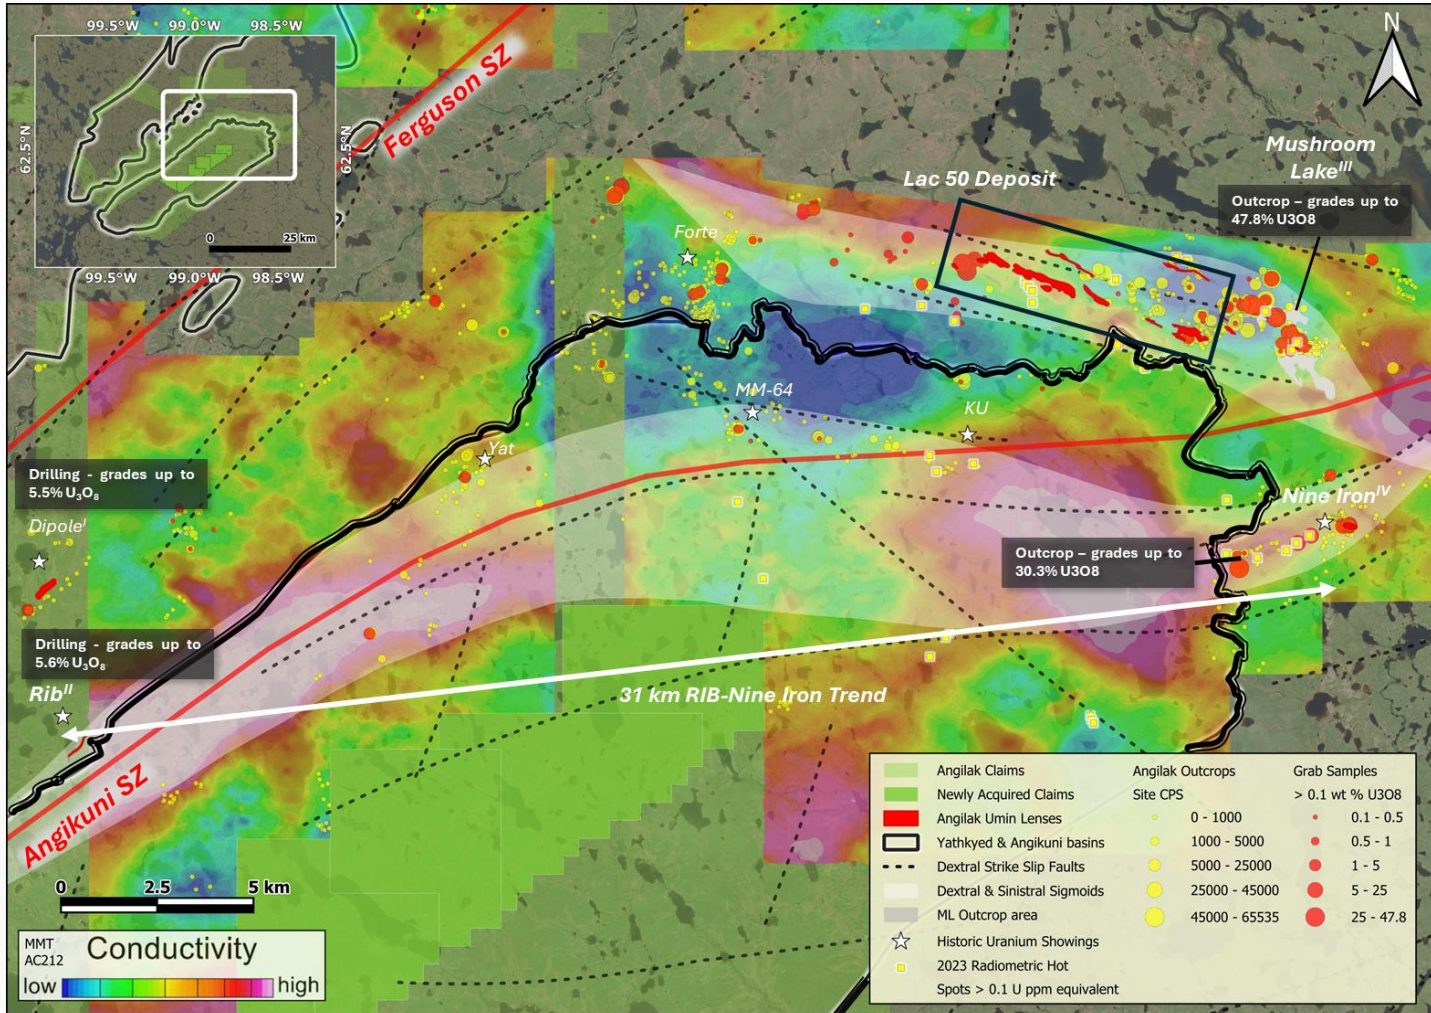 99.5°W 99.0°W 98.5°W
62.5°N
62.5°N
0 25 km
99.5°W 99.0°W 98.5°W
Ferguson SZ
N
Mushroom
Lakeᴵᴵᴵ
Outcrop – grades up to
47.8% U3O8
Lac 50 Deposit
Forte
MM-64
KU
Yat
Drilling - grades up to
5.5% U₃O₈
Dipoleᴵ
Nine Ironᴵⱽ
Outcrop – grades up to
30.3% U3O8
Drilling - grades up to
5.6% U₃O₈
Ribᴵᴵ
31 km RIB-Nine Iron Trend
Angikuni SZ
0 2.5 5 km
MMT
AC212
Conductivity
low high
Angilak Claims
Newly Acquired Claims
Angilak Umin Lenses
Yathkyed & Angikuni basins
Dextral Strike Slip Faults
Dextral & Sinistral Sigmoids
ML Outcrop area
Historic Uranium Showings
2023 Radiometric Hot
Spots > 0.1 U ppm equivalent
Angilak Outcrops
Site CPS
0 - 1000
1000 - 5000
5000 - 25000
25000 - 45000
45000 - 65535
Grab Samples
> 0.1 wt % U3O8
0.1 - 0.5
0.5 - 1
1 - 5
5 - 25
25 - 47.8